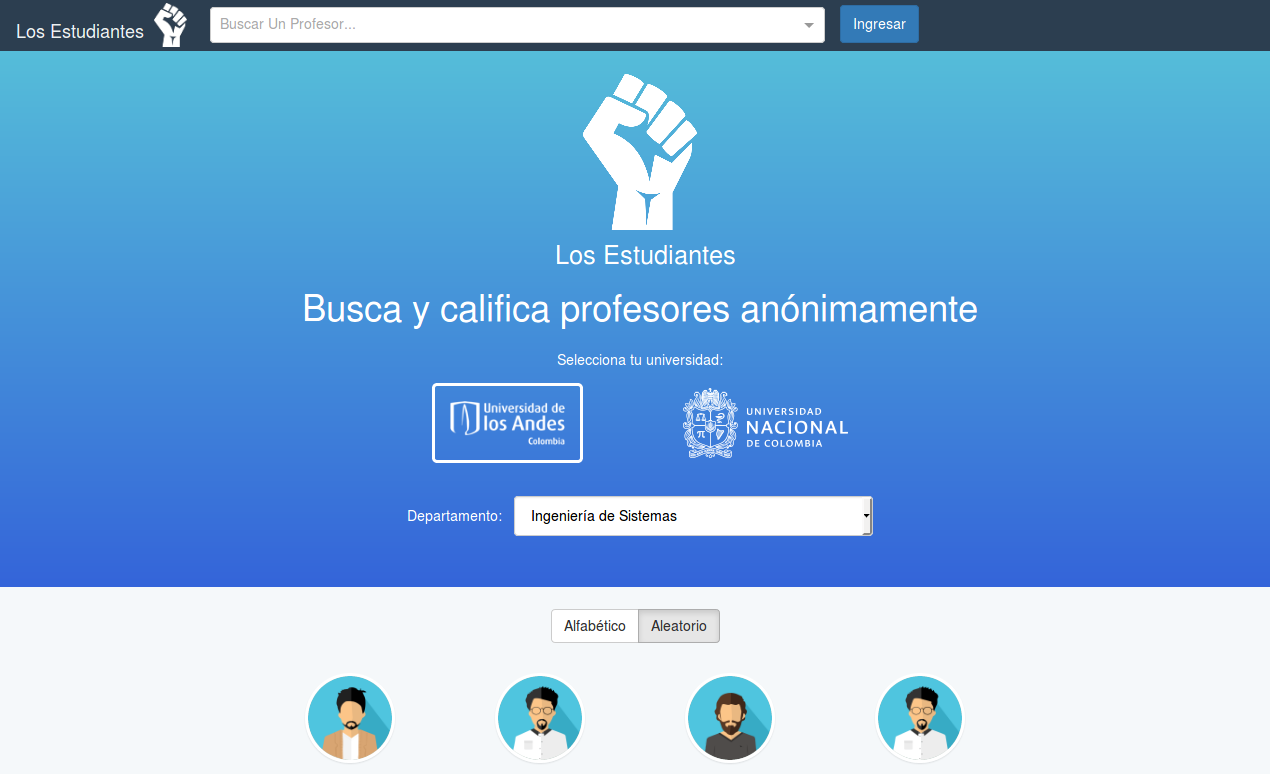 Los Estudiantes
Buscar Un Profesor...
Ingresar
Los Estudiantes
Busca y califica profesores anónimamente
Selecciona tu universidad:
Universidad de
los Andes
Colombia
UNIVERSIDAD
NACIONAL
DE COLOMBIA
Departamento:
Ingeniería de Sistemas
Alfabético
Aleatorio